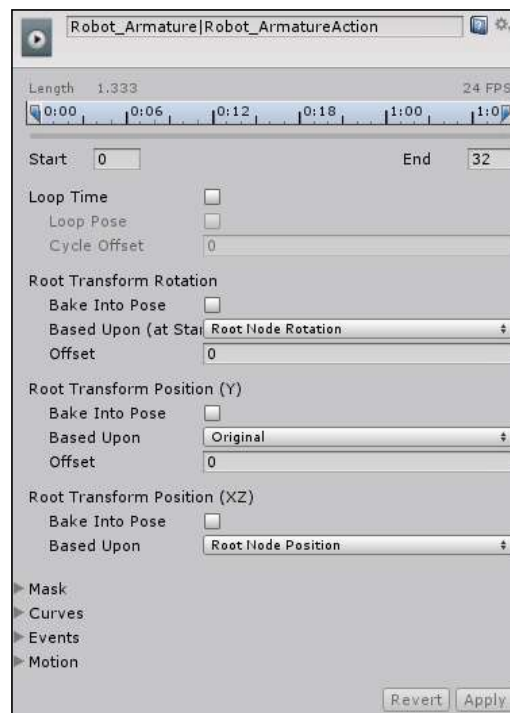 Robot_Armature|Robot_ArmatureAction
Length 1.333 24 FPS
0:00 0:06 0:12 0:18 1:00 1:0
Start 0 End 32
Loop Time
Loop Pose
Cycle Offset 0
Root Transform Rotation
Bake Into Pose
Based Upon (at Star Root Node Rotation
Offset 0
Root Transform Position (Y)
Bake Into Pose
Based Upon Original
Offset 0
Root Transform Position (XZ)
Bake Into Pose
Based Upon Root Node Position
Mask
Curves
Events
Motion
Revert Apply